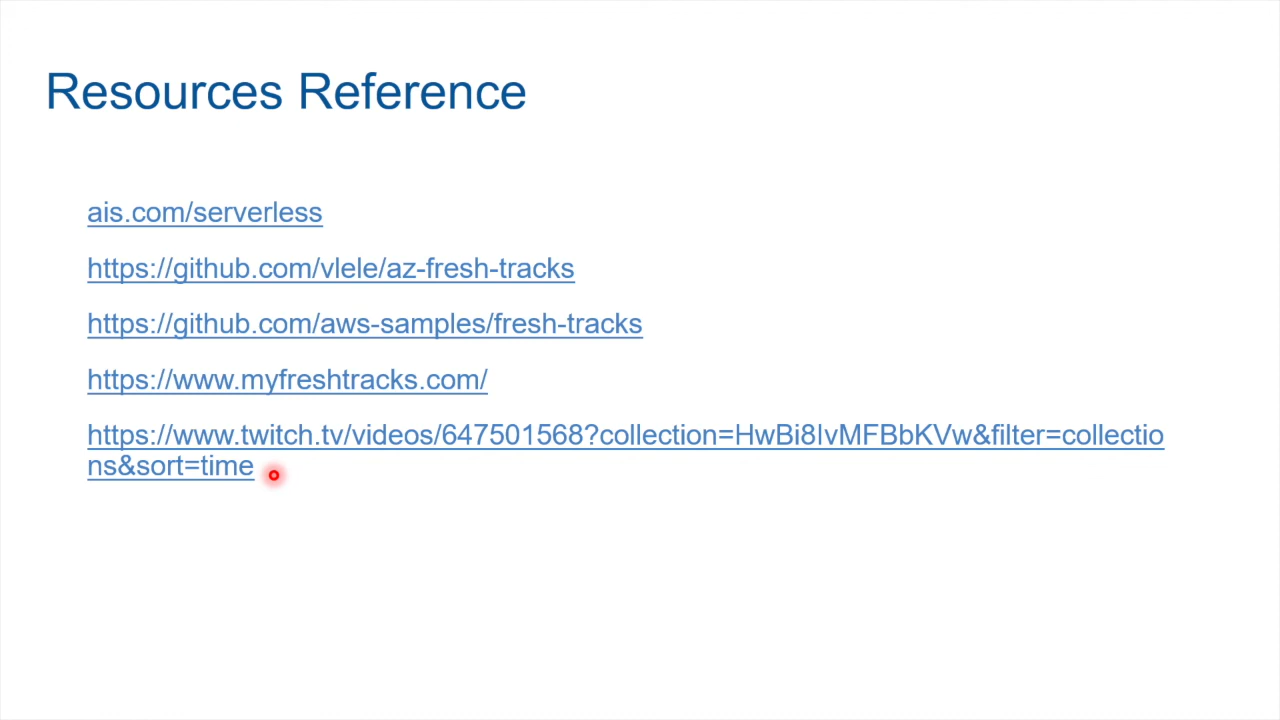 Resources Reference
ais.com/serverless
https://github.com/vlele/az-fresh-tracks
https://github.com/aws-samples/fresh-tracks
https://www.myfreshtracks.com/
https://www.twitch.tv/videos/647501568?collection=HwBi8lvMFBbKVw&filter=collectio
ns&sort=time